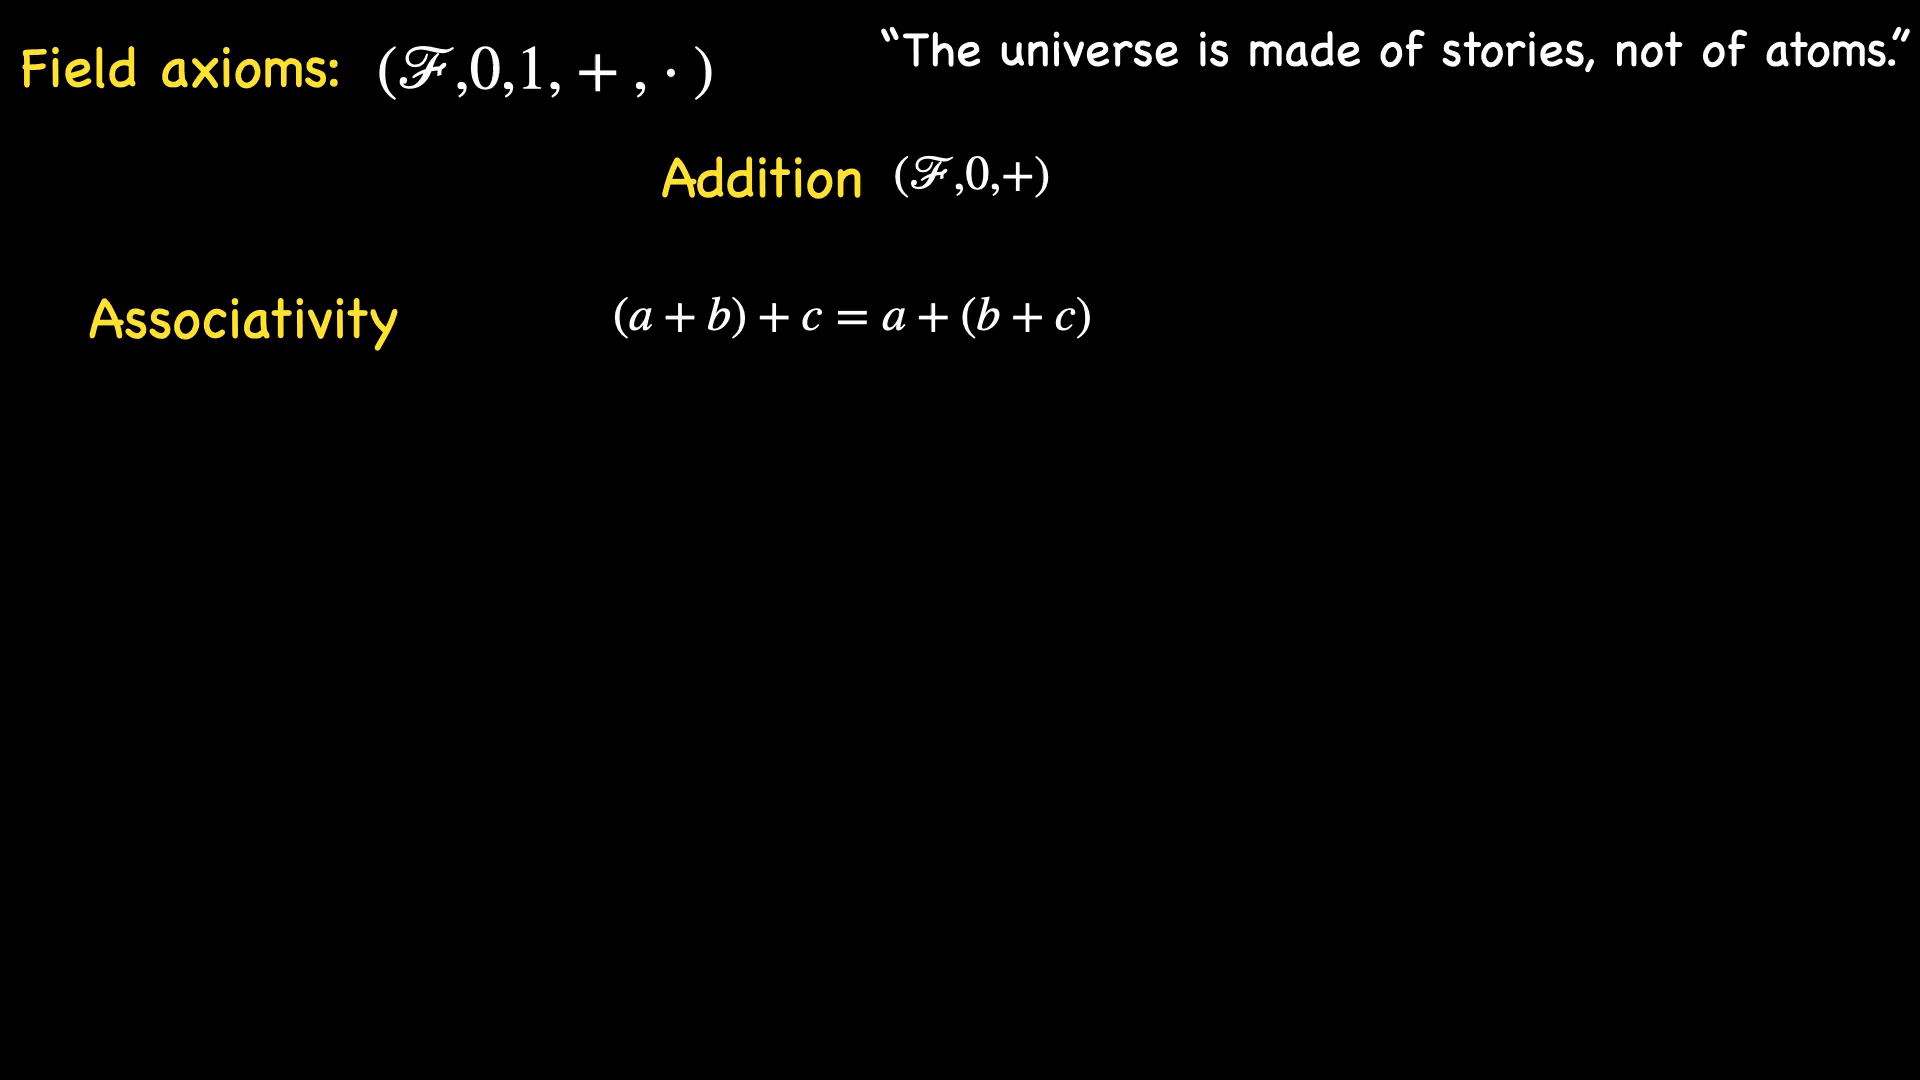 Field axioms: (ℱ,0,1, + , · )
“The universe is made of stories, not of atoms.”
Addition (ℱ,0,+)
Associativity (a + b) + c = a + (b + c)